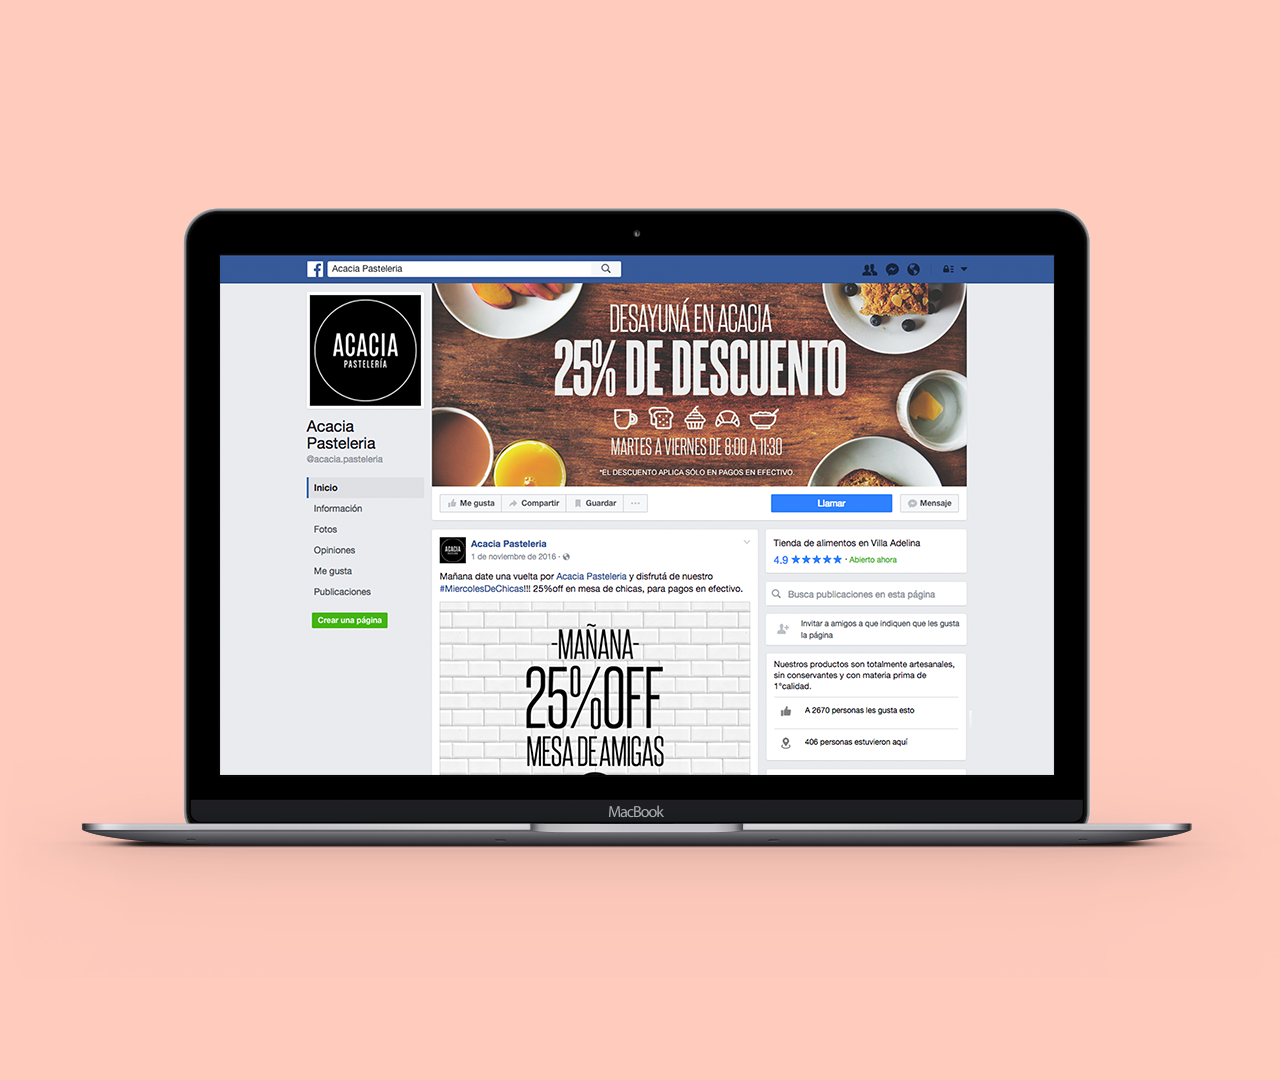 Acacia Pasteleria
ACACIA
PASTELERÍA
DESAYUNÁ EN ACACIA
25% DE DESCUENTO
MARTES A VIERNES DE 8:00 A 11:30
*EL DESCUENTO APLICA SÓLO EN PAGOS EN EFECTIVO.
Acacia
Pasteleria
@acacia.pasteleria
Inicio
Información
Fotos
Opiniones
Me gusta
Publicaciones
Crear una página
Me gusta
Compartir
Guardar
Llamar
Mensaje
ACACIA
Acacia Pasteleria
1 de noviembre de 2016 ·
Mañana date una vuelta por Acacia Pasteleria y disfrutá de nuestro
#MiercolesDeChicas!!! 25%off en mesa de chicas, para pagos en efectivo.
-MAÑANA-
25%OFF
MESA DE AMIGAS
Tienda de alimentos en Villa Adelina
4.9 ★★★★★ · Abierto ahora
Busca publicaciones en esta página
Invitar a amigos a que indiquen que les gusta
la página
Nuestros productos son totalmente artesanales,
sin conservantes y con materia prima de
1°calidad.
A 2670 personas les gusta esto
406 personas estuvieron aquí
MacBook